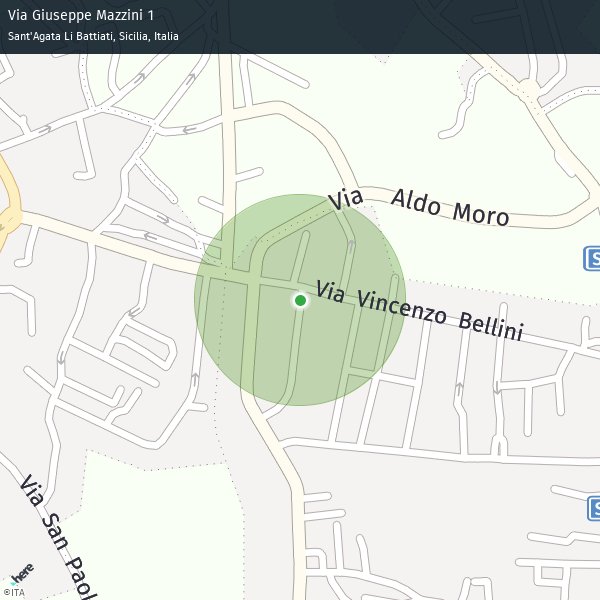 Via Giuseppe Mazzini 1
Sant'Agata Li Battiati, Sicilia, Italia
Via Aldo Moro
S
Via Vincenzo Bellini
Via San Paol
S
here
©ITA